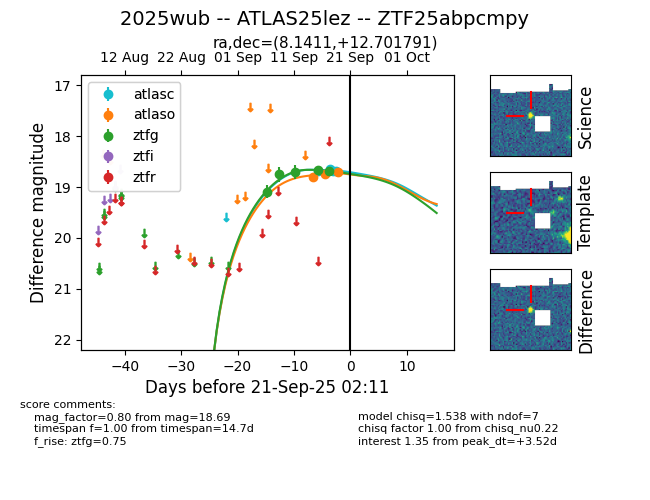 2025wub -- ATLAS25lez -- ZTF25abpcmpy
ra,dec=(8.1411,+12.701791)
12 Aug 22 Aug 01 Sep 11 Sep 21 Sep 01 Oct
17
18
19
20
21
22
Difference magnitude
atlasc
atlaso
ztfg
ztfi
ztfr
−40 −30 −20 −10 0 10
Days before 21-Sep-25 02:11
Science
Template
Difference
score comments:
mag_factor=0.80 from mag=18.69
timespan f=1.00 from timespan=14.7d
f_rise: ztfg=0.75
model chisq=1.538 with ndof=7
chisq factor 1.00 from chisq_nu0.22
interest 1.35 from peak_dt=+3.52d